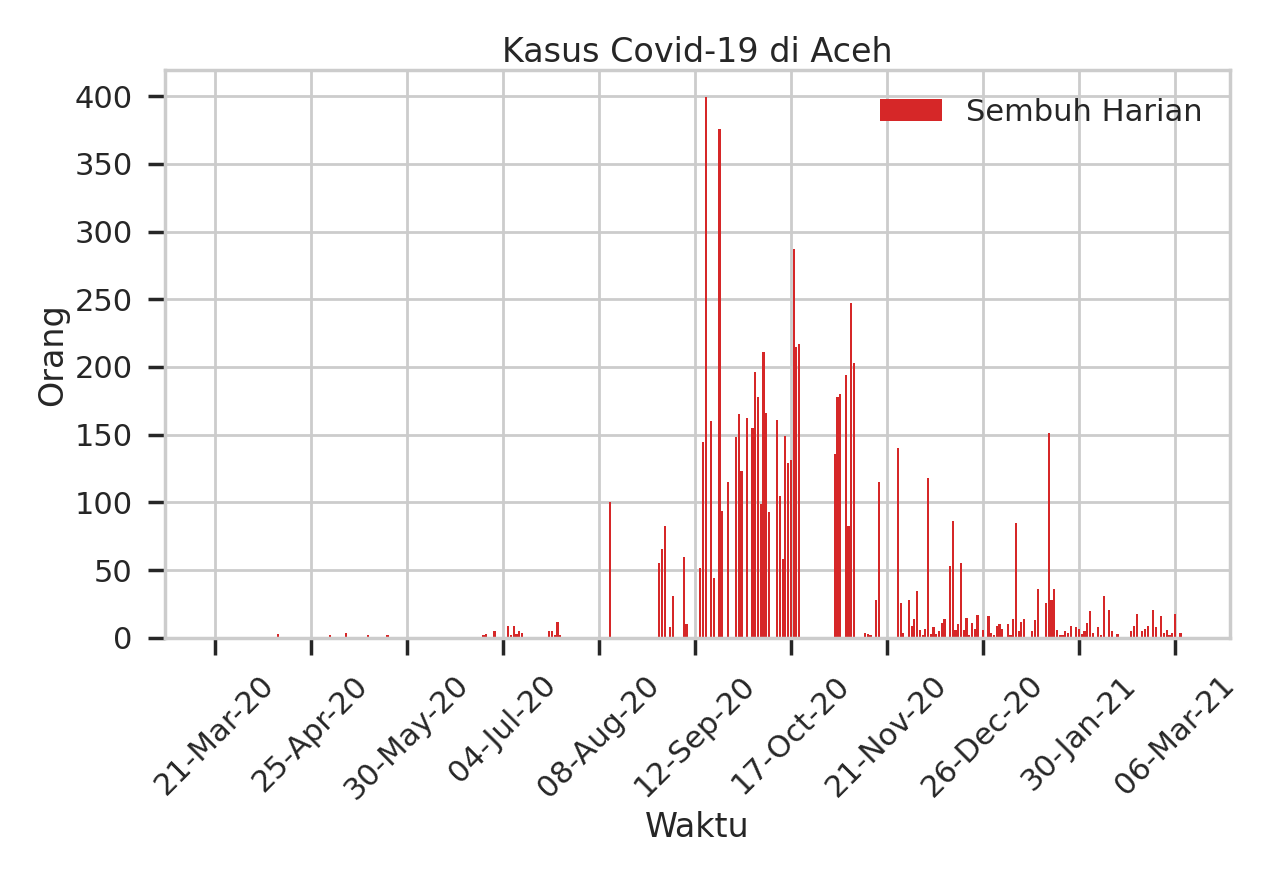 Kasus Covid-19 di Aceh
Sembuh Harian
Orang
400
350
300
250
200
150
100
50
0
21-Mar-20
25-Apr-20
30-May-20
04-Jul-20
08-Aug-20
12-Sep-20
17-Oct-20
21-Nov-20
26-Dec-20
30-Jan-21
06-Mar-21
Waktu